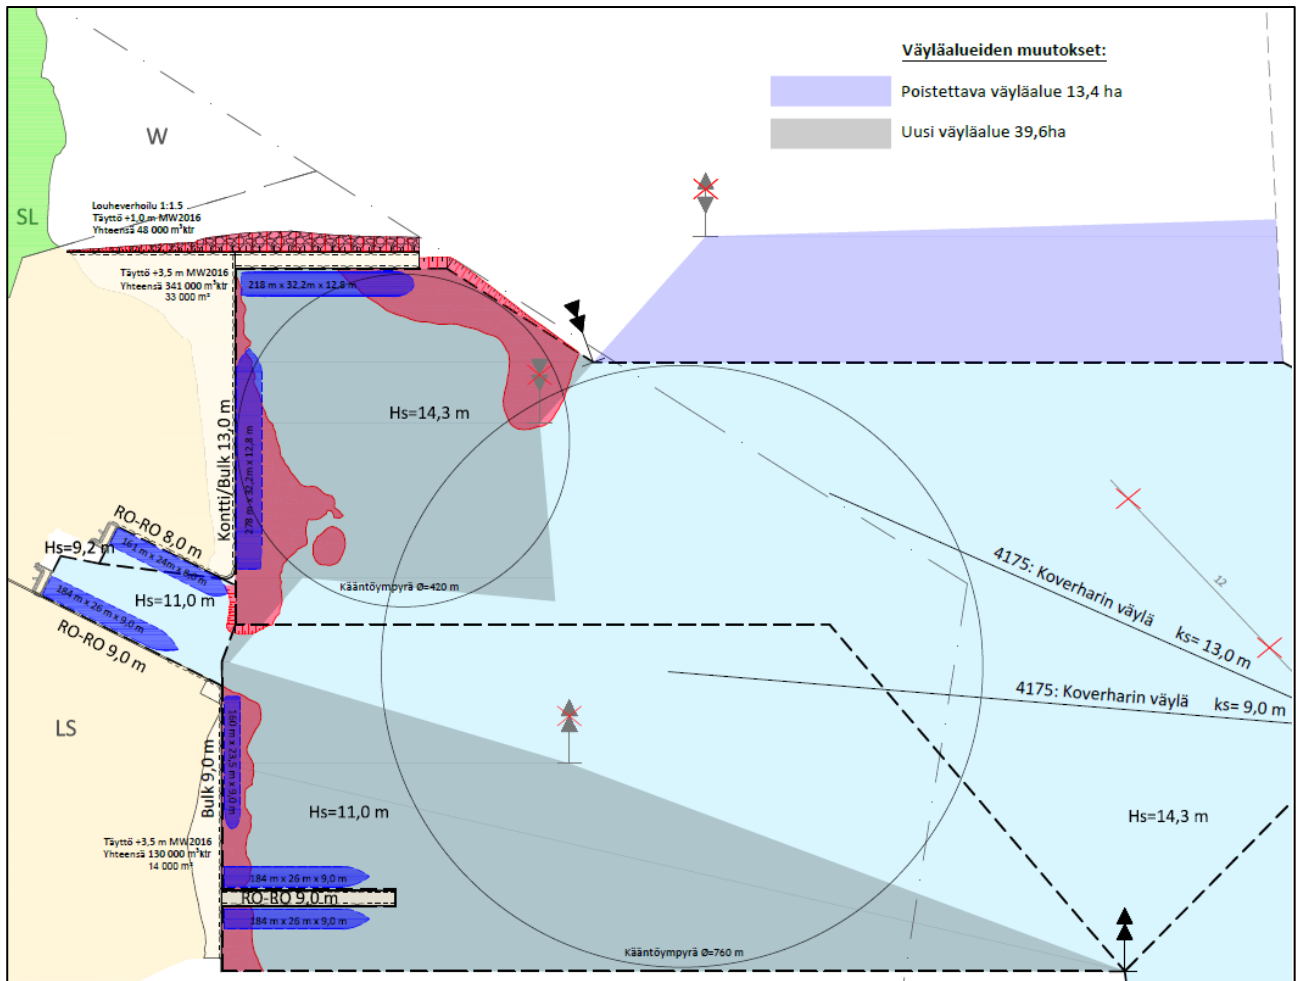 Väyläalueiden muutokset:
Poistettava väyläalue 13,4 ha
Uusi väyläalue 39,6ha
W
SL
Louheverhoilu 1:1.5
Täyttö +1,0 m MW2016
Yhteensä 48 000 m³ktr
Täyttö +3,5 m MW2016
Yhteensä 341 000 m³ktr
33 000 m²
218 m x 32,2m x 12,8 m
Hs=14,3 m
Kontti/Bulk 13,0 m
278 m x 32,2m x 12,8 m
RO-RO 8,0 m
Hs=9,2 m
161 m x 24m x 8,0 m
Hs=11,0 m
184 m x 26 m x 9,0 m
RO-RO 9,0 m
Kääntöympyrä Ø=420 m
12
4175: Koverharin väylä ks= 13,0 m
4175: Koverharin väylä ks= 9,0 m
LS
160 m x 23,5 m x 9,0 m
Bulk 9,0 m
Hs=11,0 m
Hs=14,3 m
Täyttö +3,5 m MW2016
Yhteensä 130 000 m³ktr
14 000 m²
184 m x 26 m x 9,0 m
RO-RO 9,0 m
184 m x 26 m x 9,0 m
Kääntöympyrä Ø=760 m